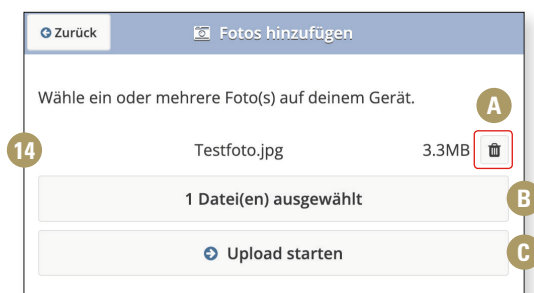 Zurück
Fotos hinzufügen
Wähle ein oder mehrere Foto(s) auf deinem Gerät.
A
14
Testfoto.jpg 3.3MB
1 Datei(en) ausgewählt
B
Upload starten
C